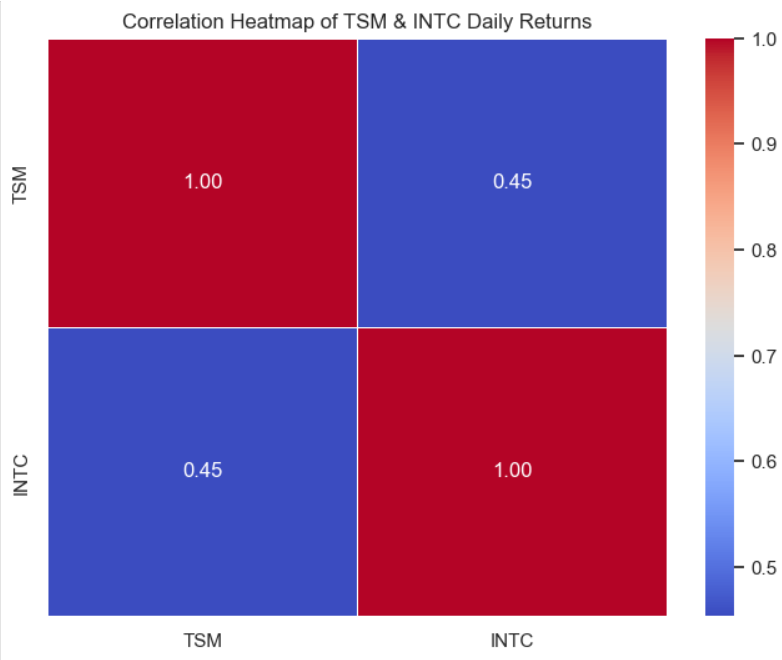 Correlation Heatmap of TSM & INTC Daily Returns
TSM
1.00
0.45
INTC
0.45
1.00
TSM
INTC
1.0
0.9
0.8
0.7
0.6
0.5